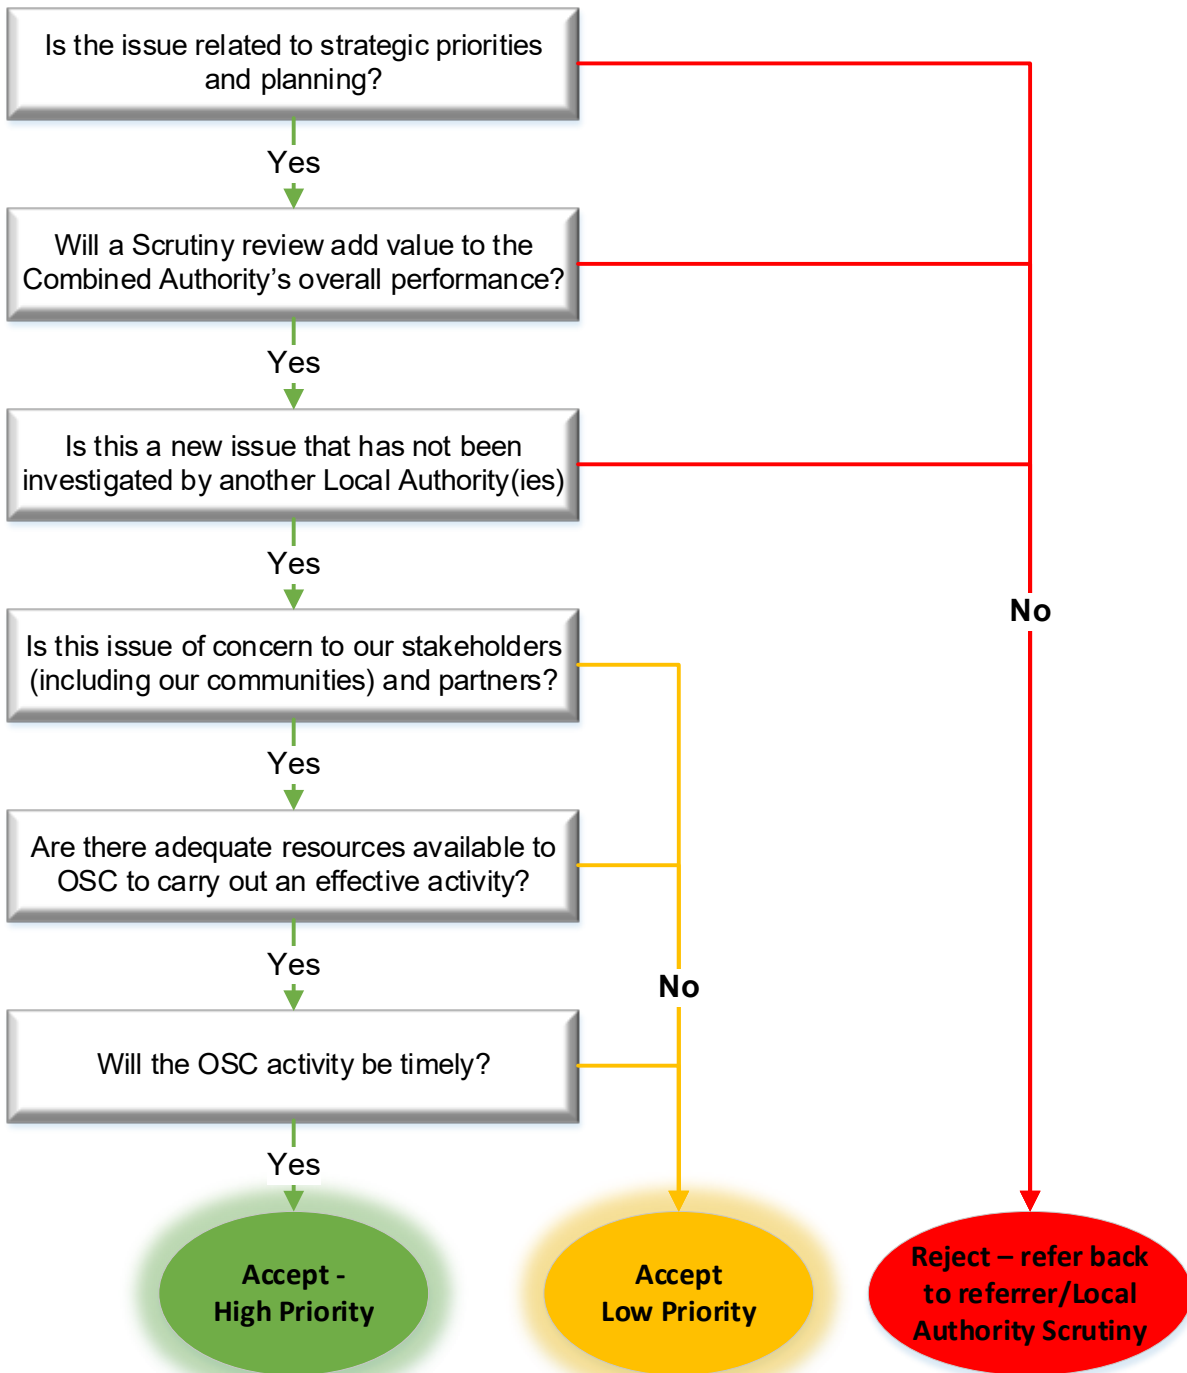 Is the issue related to strategic priorities
and planning?
Yes
Will a Scrutiny review add value to the
Combined Authority’s overall performance?
Yes
Is this a new issue that has not been
investigated by another Local Authority(ies)
Yes
Is this issue of concern to our stakeholders
(including our communities) and partners?
No
Yes
Are there adequate resources available to
OSC to carry out an effective activity?
Yes
No
Will the OSC activity be timely?
Yes
Accept -
High Priority
Accept
Low Priority
Reject – refer back
to referrer/Local
Authority Scrutiny